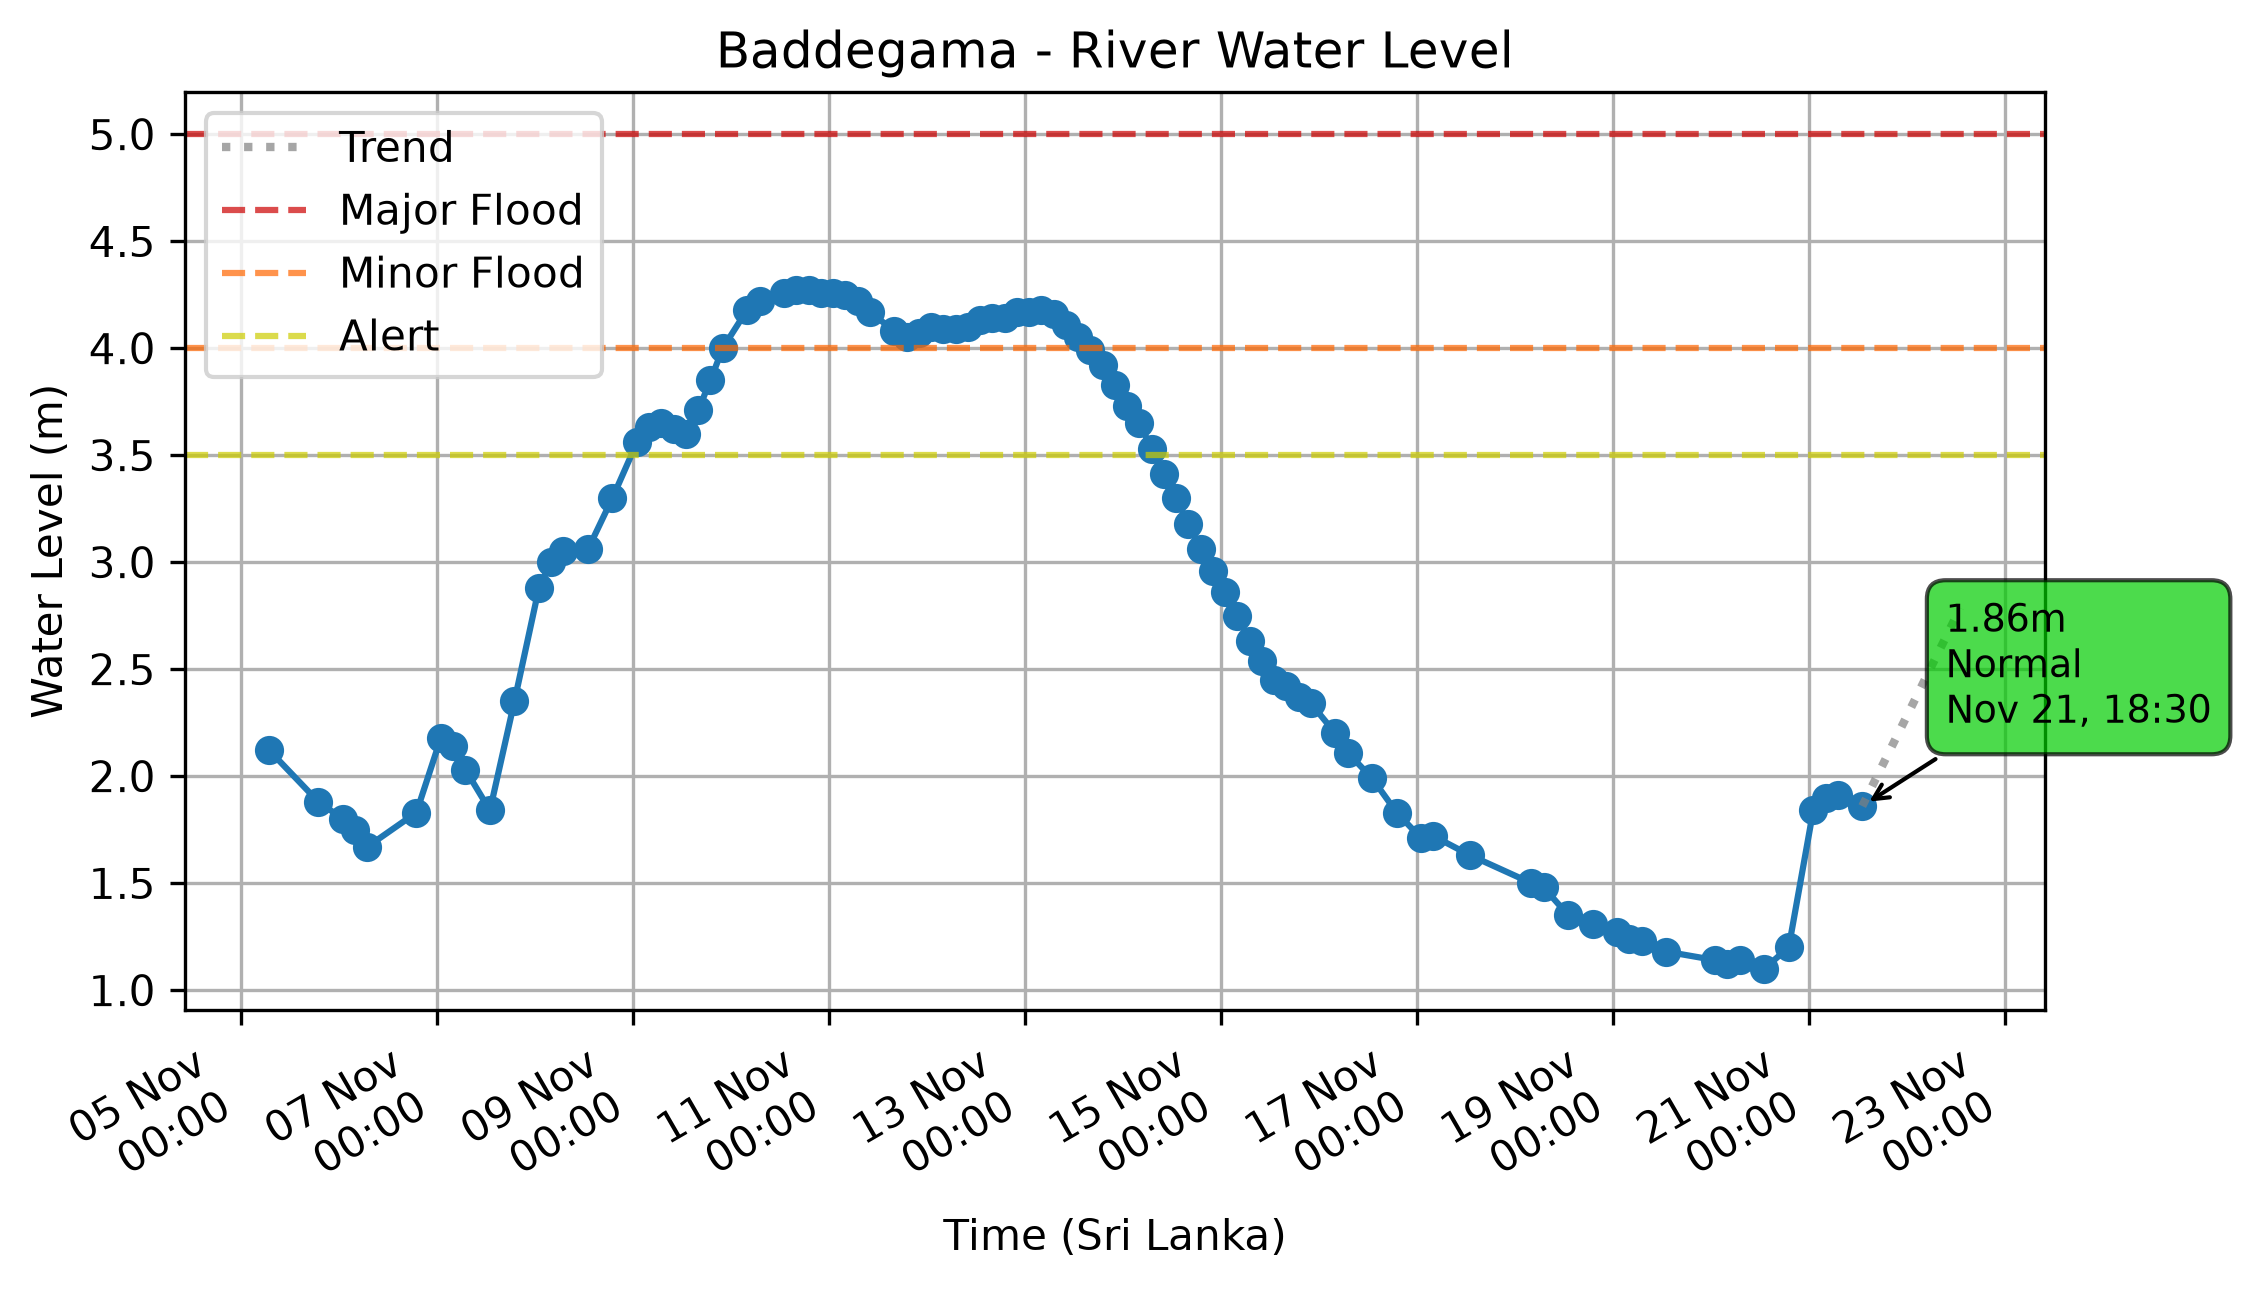 Baddegama - River Water Level
Trend
Major Flood
Minor Flood
Alert
5.0
4.5
4.0
3.5
3.0
2.5
2.0
1.5
1.0
Water Level (m)
1.86m
Normal
Nov 21, 18:30
05 Nov
00:00
07 Nov
00:00
09 Nov
00:00
11 Nov
00:00
13 Nov
00:00
15 Nov
00:00
17 Nov
00:00
19 Nov
00:00
21 Nov
00:00
23 Nov
00:00
Time (Sri Lanka)